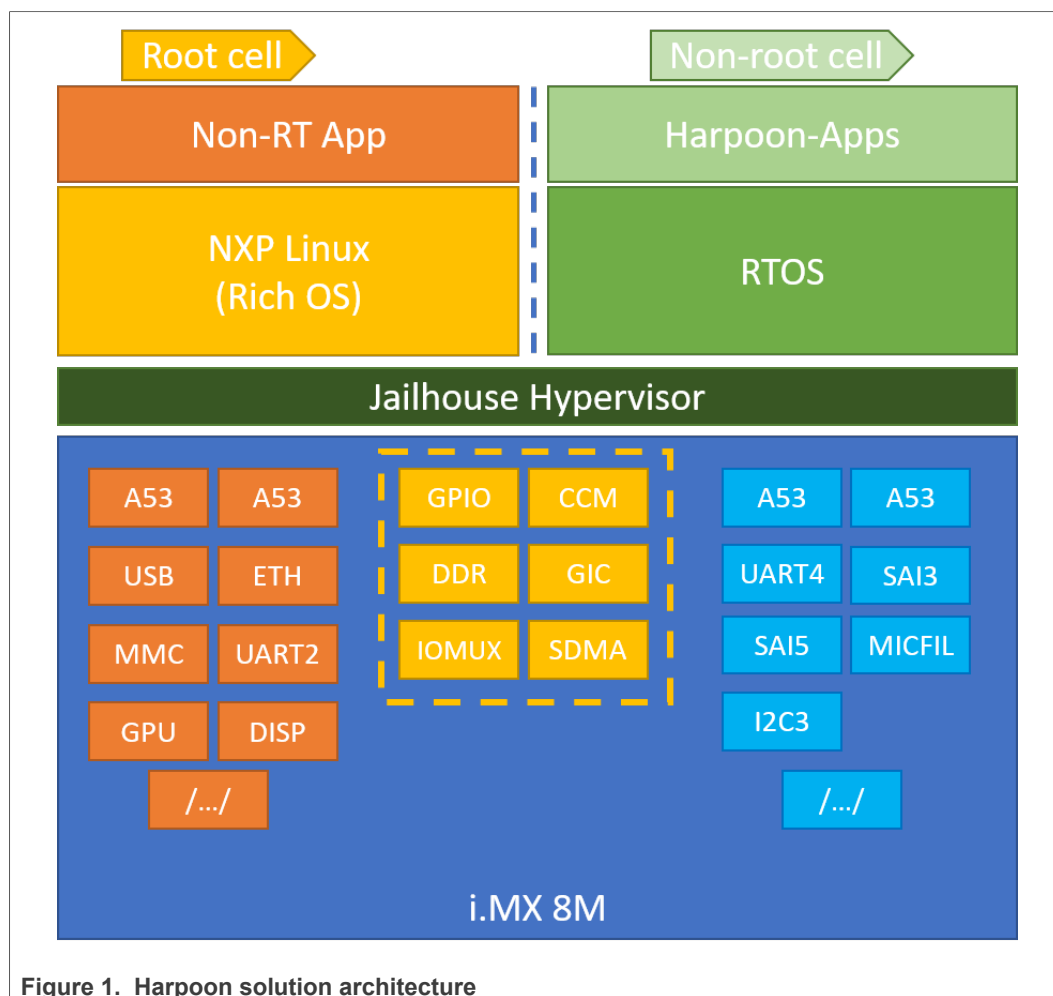 Root cell
Non-root cell
Non-RT App
Harpoon-Apps
NXP Linux
(Rich OS)
RTOS
Jailhouse Hypervisor
A53
A53
GPIO
CCM
A53
A53
USB
ETH
DDR
GIC
UART4
SAI3
MMC
UART2
IOMUX
SDMA
SAI5
MICFIL
GPU
DISP
I2C3
/.../
/.../
i.MX 8M
Figure 1. Harpoon solution architecture